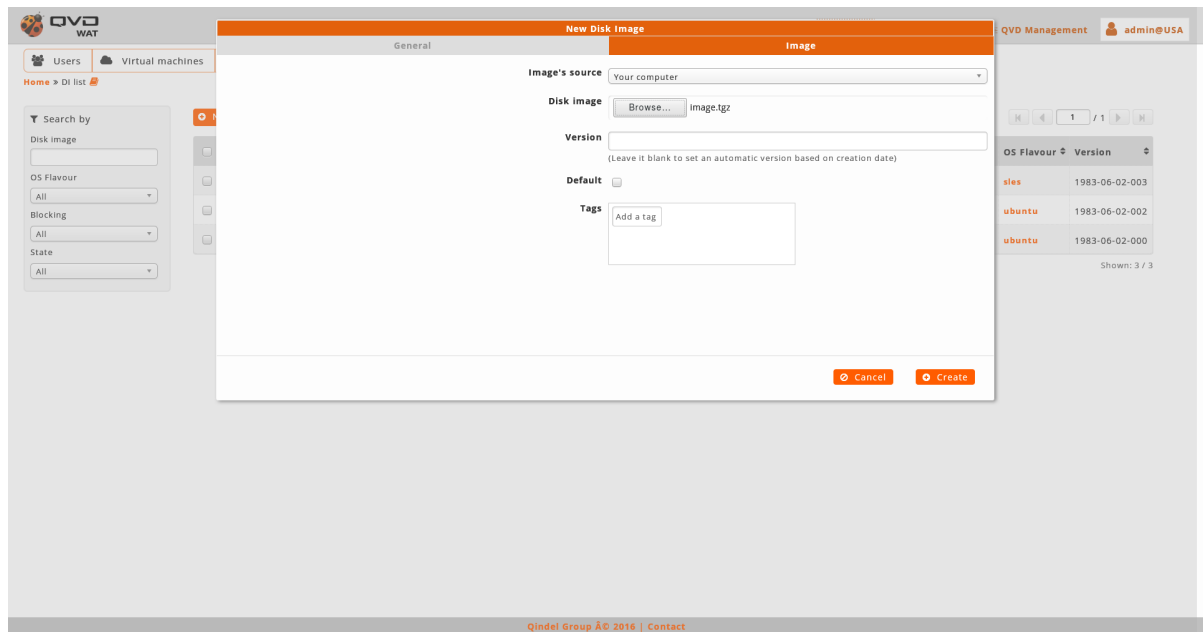 QVD
WAT
New Disk Image
QVD Management
admin@USA
General
Image
Users
Virtual machines
Home » DI list
Image's source
Your computer
Disk image
Browse...
image.tgz
Version
(Leave it blank to set an automatic version based on creation date)
Default
Tags
Add a tag
Cancel
Create
Search by
Disk image
OS Flavour
All
Blocking
All
State
All
1 / 1
OS Flavour Version
sles 1983-06-02-003
ubuntu 1983-06-02-002
ubuntu 1983-06-02-000
Shown: 3 / 3
Qindel Group Â© 2016 | Contact